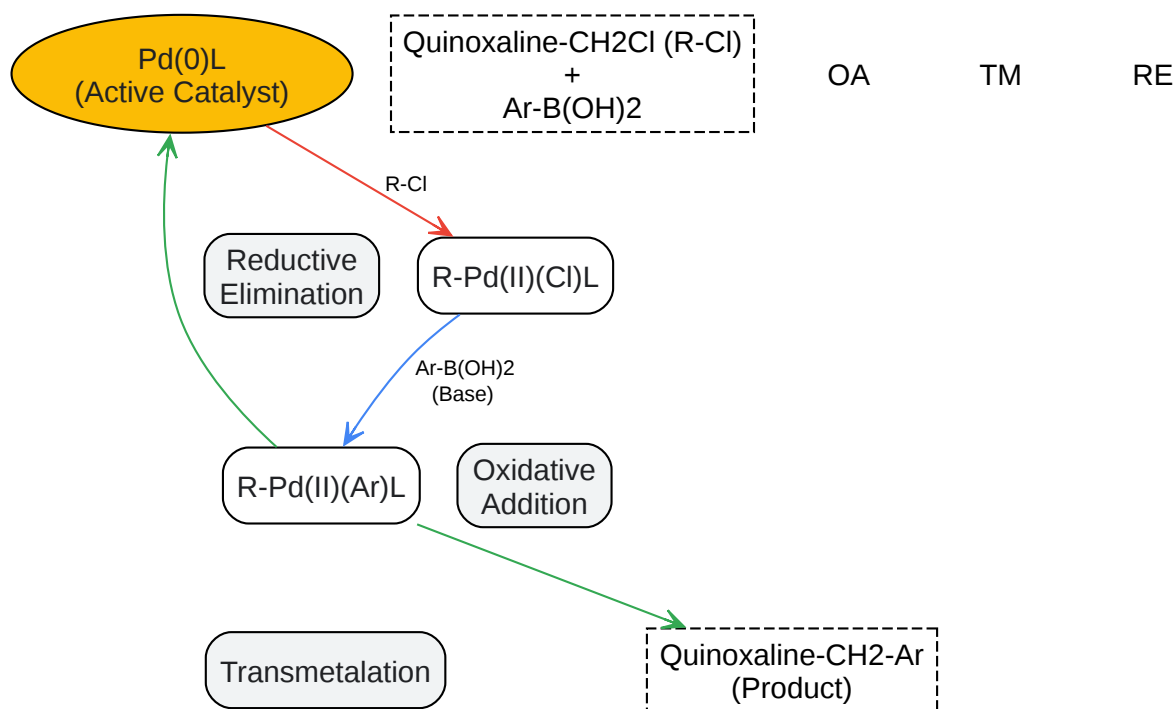 Pd(0)L
(Active Catalyst)
Quinoxaline-CH2Cl (R-Cl)
+
Ar-B(OH)2
OA
TM
RE
R-Cl
Reductive
Elimination
R-Pd(II)(Cl)L
Ar-B(OH)2
(Base)
R-Pd(II)(Ar)L
Oxidative
Addition
Transmetalation
Quinoxaline-CH2-Ar
(Product)